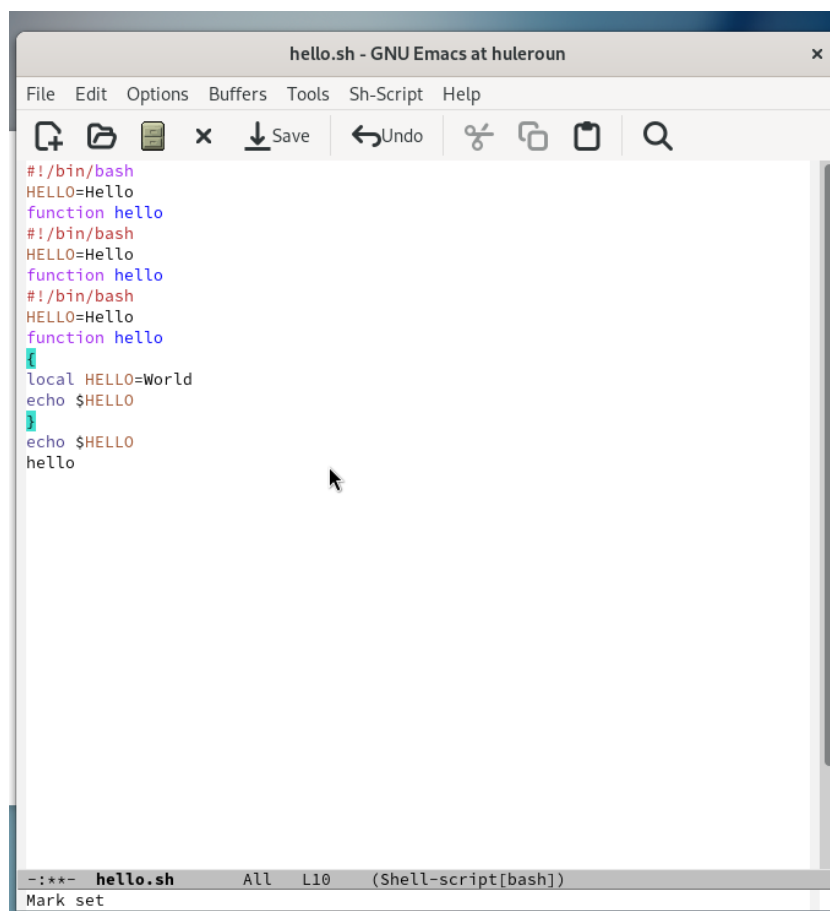 hello.sh - GNU Emacs at huleroun
File Edit Options Buffers Tools Sh-Script Help
Save Undo
#!/bin/bash
HELLO=Hello
function hello
#!/bin/bash
HELLO=Hello
function hello
#!/bin/bash
HELLO=Hello
function hello
{
local HELLO=World
echo $HELLO
}
echo $HELLO
hello
-:**- hello.sh All L10 (Shell-script[bash])
Mark set